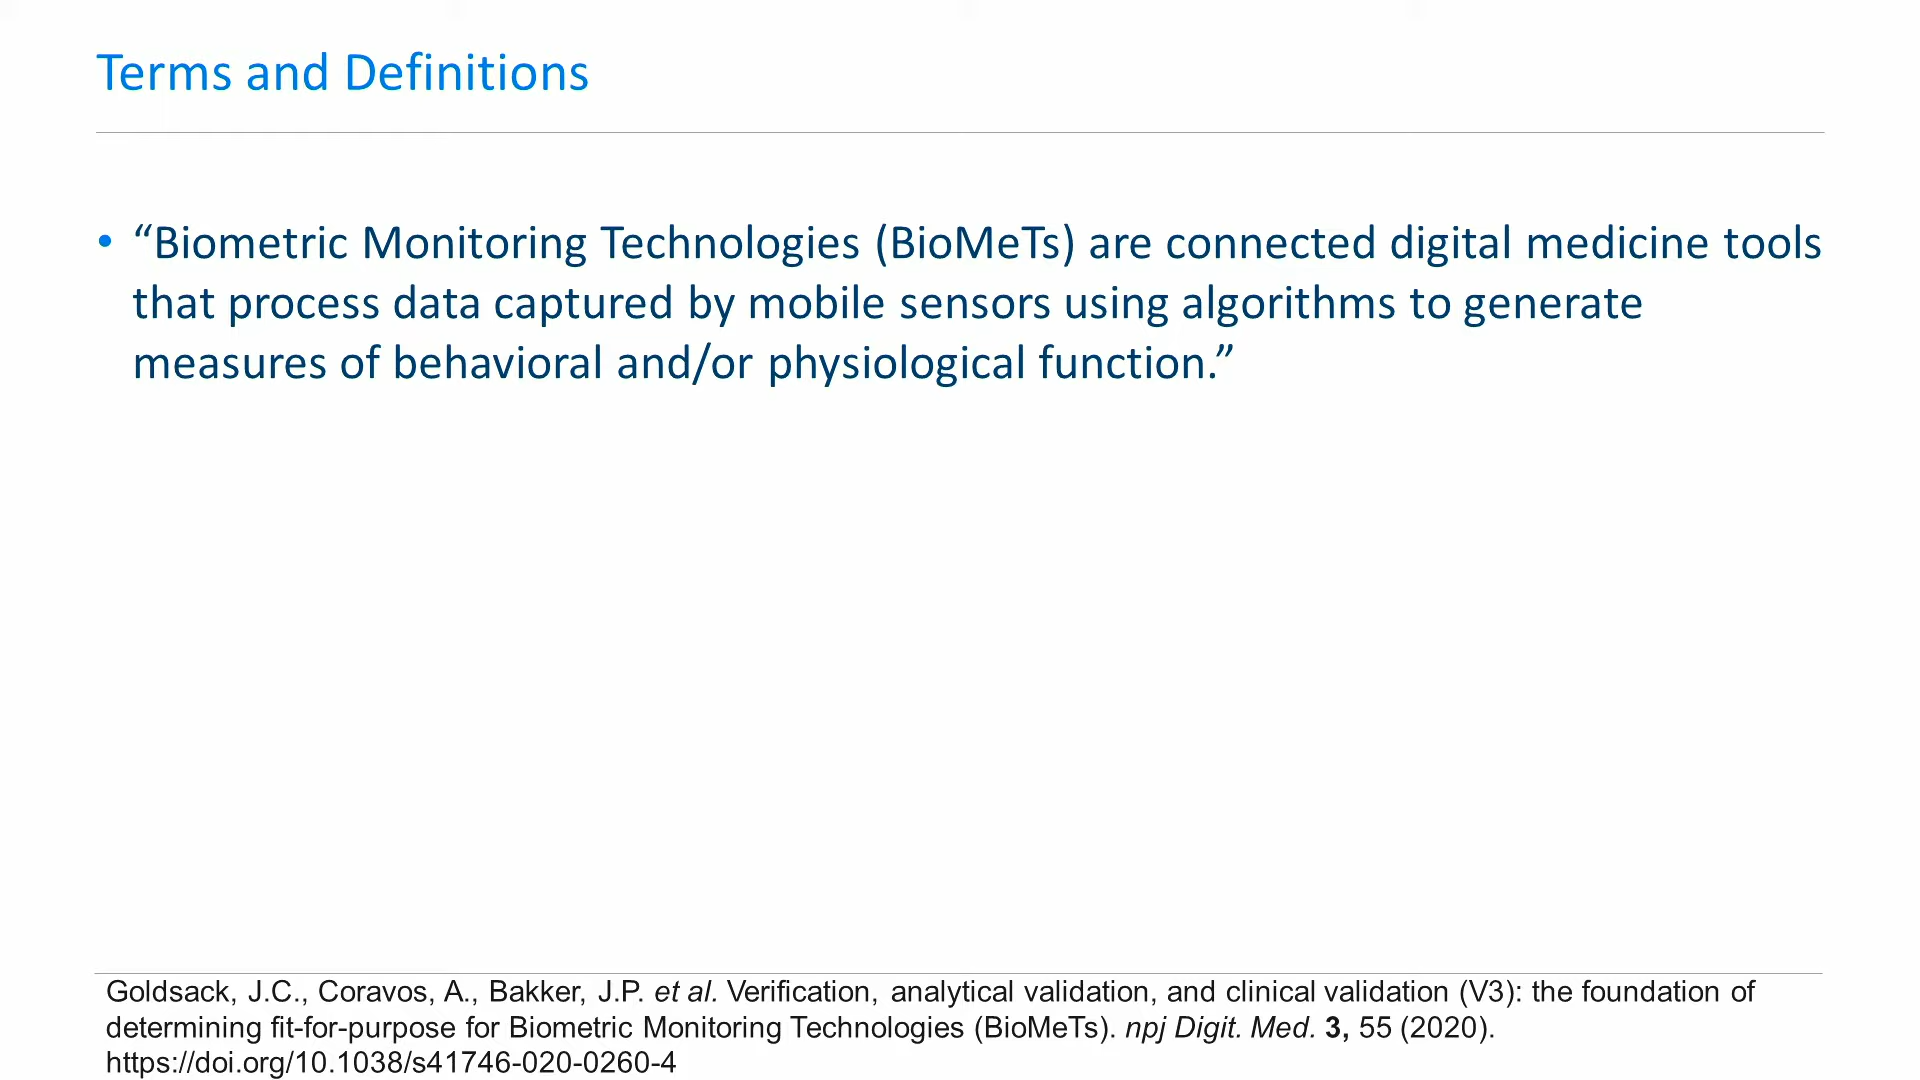 Terms and Definitions
• “Biometric Monitoring Technologies (BioMeTs) are connected digital medicine tools
that process data captured by mobile sensors using algorithms to generate
measures of behavioral and/or physiological function.”
Goldsack, J.C., Coravos, A., Bakker, J.P. et al. Verification, analytical validation, and clinical validation (V3): the foundation of
determining fit-for-purpose for Biometric Monitoring Technologies (BioMeTs). npj Digit. Med. 3, 55 (2020).
https://doi.org/10.1038/s41746-020-0260-4